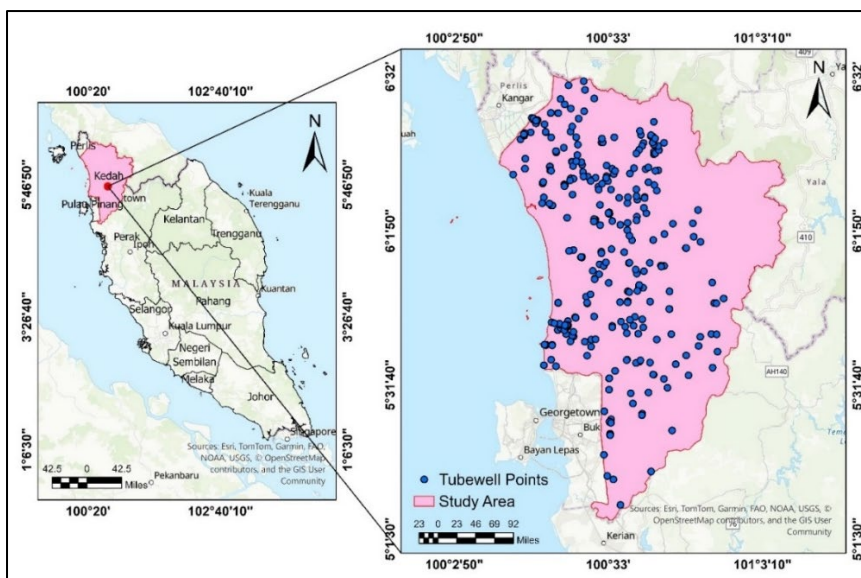 100°20' 102°40'10"
N
Perlis
Kedah
town
Pulau Pinang
Kuala
Terengganu
Kelantan
Terengganu
Perak
Ipoh
MALAYSIA
Pahang
Kuantan
Selangor
Kuala Lumpur
Negeri
Sembilan
Melaka
Johor
Singapore
Pekanbaru
Sources: Esri, TomTom, Garmin, FAO,
NOAA, USGS, © OpenStreetMap
contributors, and the GIS User
Community
42.5 0 42.5
Miles
5°46'50" 5°46'50"
3°26'40" 3°26'40"
1°6'30" 1°6'30"
100°20' 102°40'10"
100°2'50" 100°33' 101°3'10"
6°32' 6°32'
6°1'50" 6°1'50"
5°31'40" 5°31'40"
5°1'30" 5°1'30"
N
409
Perlis
Kangar
Yala
410
AH140
Georgetown
Buk
Bayan Lepas
Kerian
76
Tubewell Points
Study Area
23 0 23 46 69 92
Miles
Sources: Esri, TomTom, Garmin, FAO, NOAA, USGS, ©
OpenStreetMap contributors, and the GIS User
Community
100°2'50" 100°33' 101°3'10"